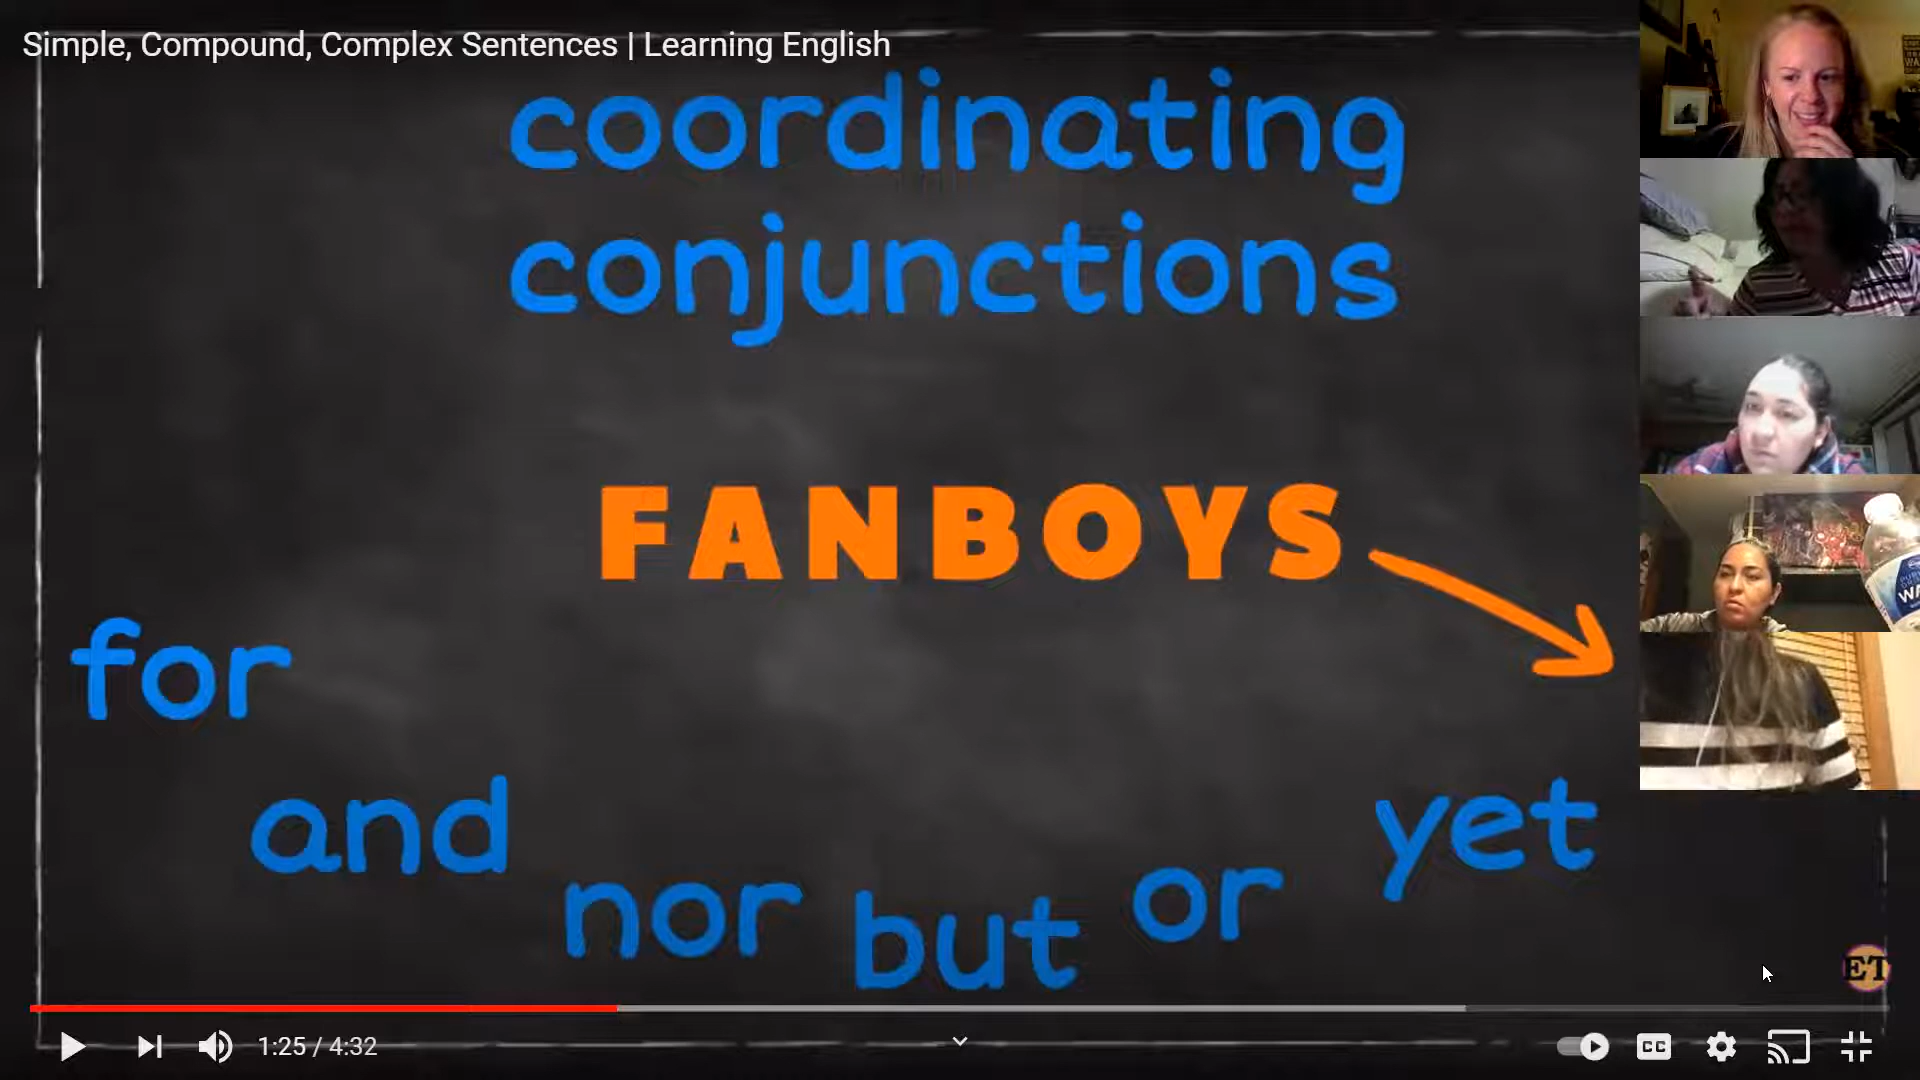 Simple, Compound, Complex Sentences | Learning English
coordinating
conjunctions
FANBOYS
for
and
nor
but
or
yet
ET
1:25 / 4:32
CC